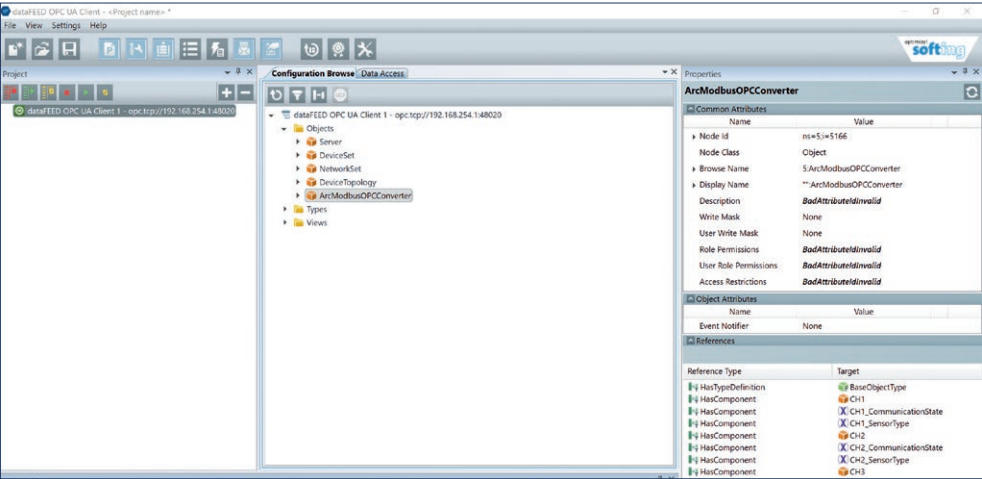 dataFEED OPC UA Client - <Project name> *
File View Settings Help
optimize!
softing
Project
dataFEED OPC UA Client 1 - opc.tcp://192.168.254.1:48020
Configuration Browse Data Access
dataFEED OPC UA Client 1 - opc.tcp://192.168.254.1:48020
Objects
Server
DeviceSet
NetworkSet
DeviceTopology
ArcModbusOPCConverter
Types
Views
Properties
ArcModbusOPCConverter
Common Attributes
Name Value
Node Id ns=5;i=5166
Node Class Object
Browse Name 5:ArcModbusOPCConverter
Display Name "":ArcModbusOPCConverter
Description BadAttributeIdInvalid
Write Mask None
User Write Mask None
Role Permissions BadAttributeIdInvalid
User Role Permissions BadAttributeIdInvalid
Access Restrictions BadAttributeIdInvalid
Object Attributes
Name Value
Event Notifier None
References
Reference Type Target
HasTypeDefinition BaseObjectType
HasComponent CH1
HasComponent CH1_CommunicationState
HasComponent CH1_SensorType
HasComponent CH2
HasComponent CH2_CommunicationState
HasComponent CH2_SensorType
HasComponent CH3